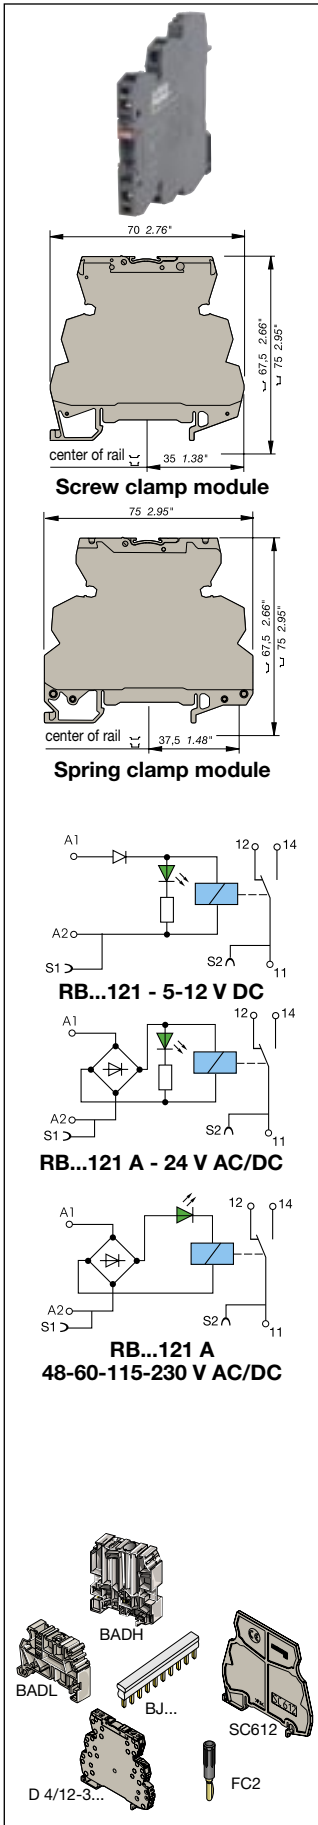 70 2.76"
67,5 2.66"
75 2.95"
center of rail
35 1.38"
Screw clamp module
75 2.95"
67,5 2.66"
75 2.95"
center of rail
37,5 1.48"
Spring clamp module
A1
12
14
A2
S1
S2
11
RB...121 - 5-12 V DC
A1
12
14
A2
S1
S2
11
RB...121 A - 24 V AC/DC
A1
12
14
A2
S1
S2
11
RB...121 A
48-60-115-230 V AC/DC
BADH
BADL
BJ...
SC612
SC612
D 4/12-3...
FC2